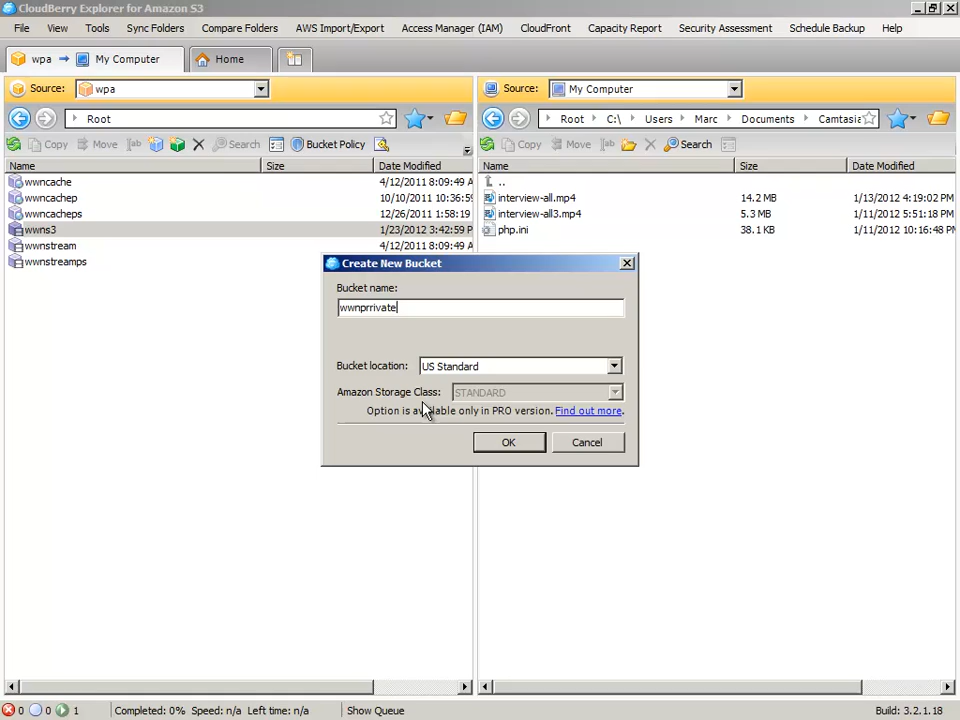 CloudBerry Explorer for Amazon S3
File View Tools Sync Folders Compare Folders AWS Import/Export Access Manager (IAM) CloudFront Capacity Report Security Assessment Schedule Backup Help
wpa My Computer Home
Source: wpa
Source: My Computer
Root
Root C:\ Users Marc Documents Camtasia
Copy Move Search Bucket Policy
Copy Move Search
Name Size Date Modified
Name Size Date Modified
wwncache 4/12/2011 8:09:49 A
wwncachep 10/10/2011 10:36:59
wwncacheps 12/26/2011 1:58:19
wwns3 1/23/2012 3:42:59 P
wwnstream 4/12/2011 8:09:49 A
wwnstreamps
..
interview-all.mp4 14.2 MB 1/13/2012 4:19:02 PM
interview-all3.mp4 5.3 MB 1/11/2012 5:51:18 PM
php.ini 38.1 KB 1/11/2012 10:16:48 PM
Create New Bucket
Bucket name:
wwnprrivate
Bucket location: US Standard
Amazon Storage Class: STANDARD
Option is available only in PRO version. Find out more.
OK Cancel
0 0 1 Completed: 0% Speed: n/a Left time: n/a Show Queue Build: 3.2.1.18